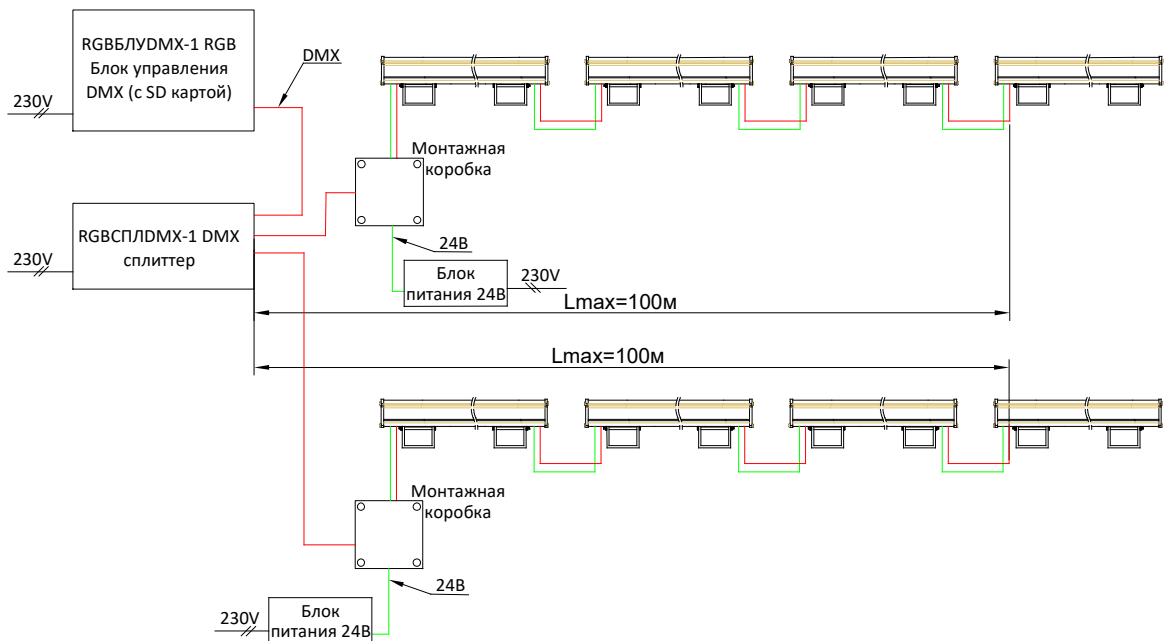 RGBБЛУDMX-1 RGB
Блок управления
DMX (с SD картой)
230V
DMX
Монтажная
коробка
RGBСПЛDMX-1 DMX
сплиттер
230V
24В
Блок
питания 24В
230V
Lmax=100м
Lmax=100м
Монтажная
коробка
24В
230V
Блок
питания 24В